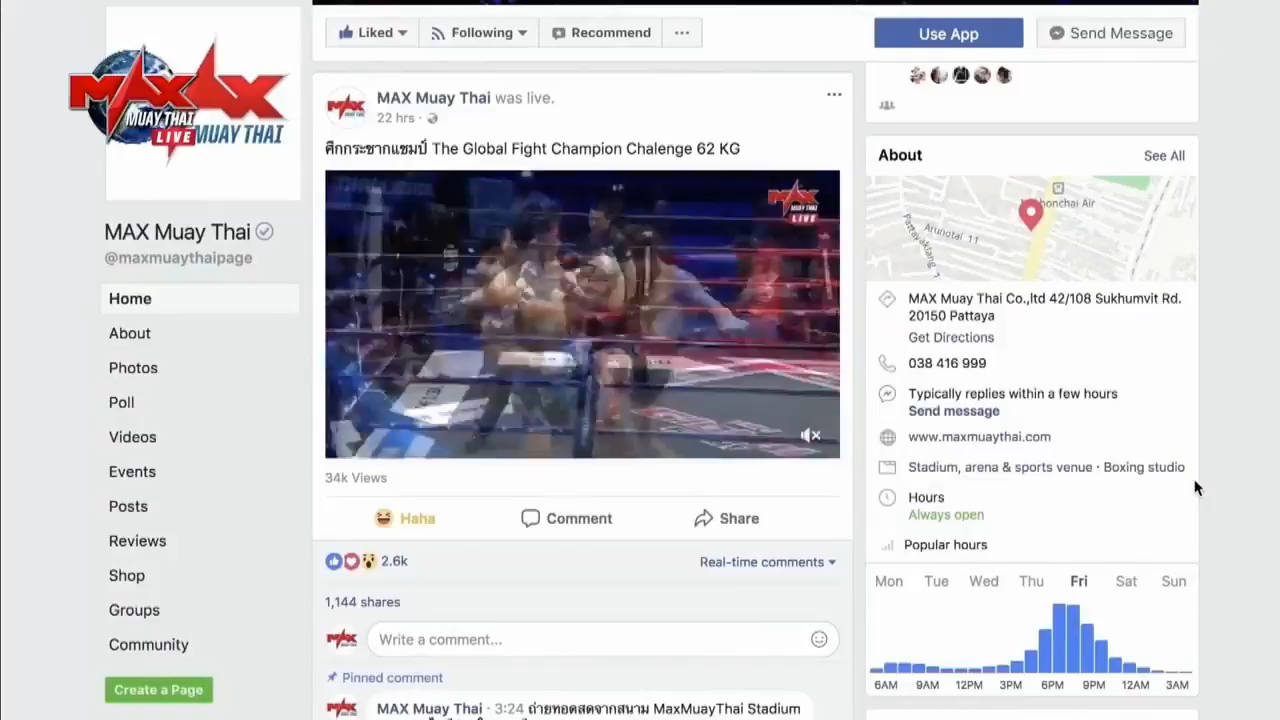 MAX
MUAY THAI
LIVE
MUAY THAI
MAX Muay Thai
@maxmuaythaipage
Home
About
Photos
Poll
Videos
Events
Posts
Reviews
Shop
Groups
Community
Create a Page
Liked
Following
Recommend
Use App
Send Message
MAX Muay Thai was live.
22 hrs ·
ศึกกระชากแชมป์ The Global Fight Champion Chalenge 62 KG
MAX
MUAY THAI
LIVE
34k Views
Haha
Comment
Share
2.6k
Real-time comments
1,144 shares
Write a comment...
Pinned comment
MAX Muay Thai · 3:24 ถ่ายทอดสดจากสนาม MaxMuayThai Stadium
About
See All
Arunotai 11
Pattayaklang
MAX Muay Thai Co.,ltd 42/108 Sukhumvit Rd.
20150 Pattaya
Get Directions
038 416 999
Typically replies within a few hours
Send message
www.maxmuaythai.com
Stadium, arena & sports venue · Boxing studio
Hours
Always open
Popular hours
Mon Tue Wed Thu Fri Sat Sun
6AM 9AM 12PM 3PM 6PM 9PM 12AM 3AM